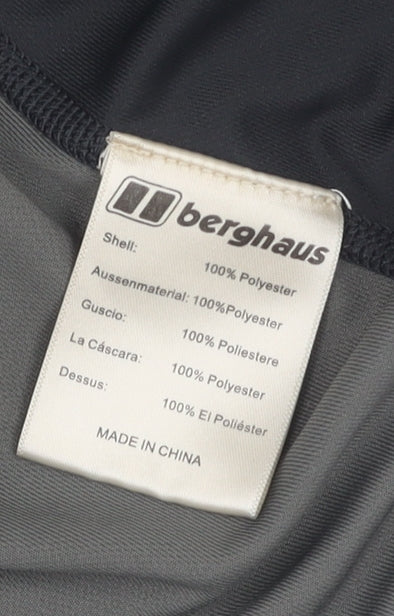 berghaus
Shell: 100% Polyester
Aussenmaterial: 100%Polyester
Guscio: 100% Poliestere
La Cáscara: 100% Polyester
Dessus: 100% El Poliéster
MADE IN CHINA